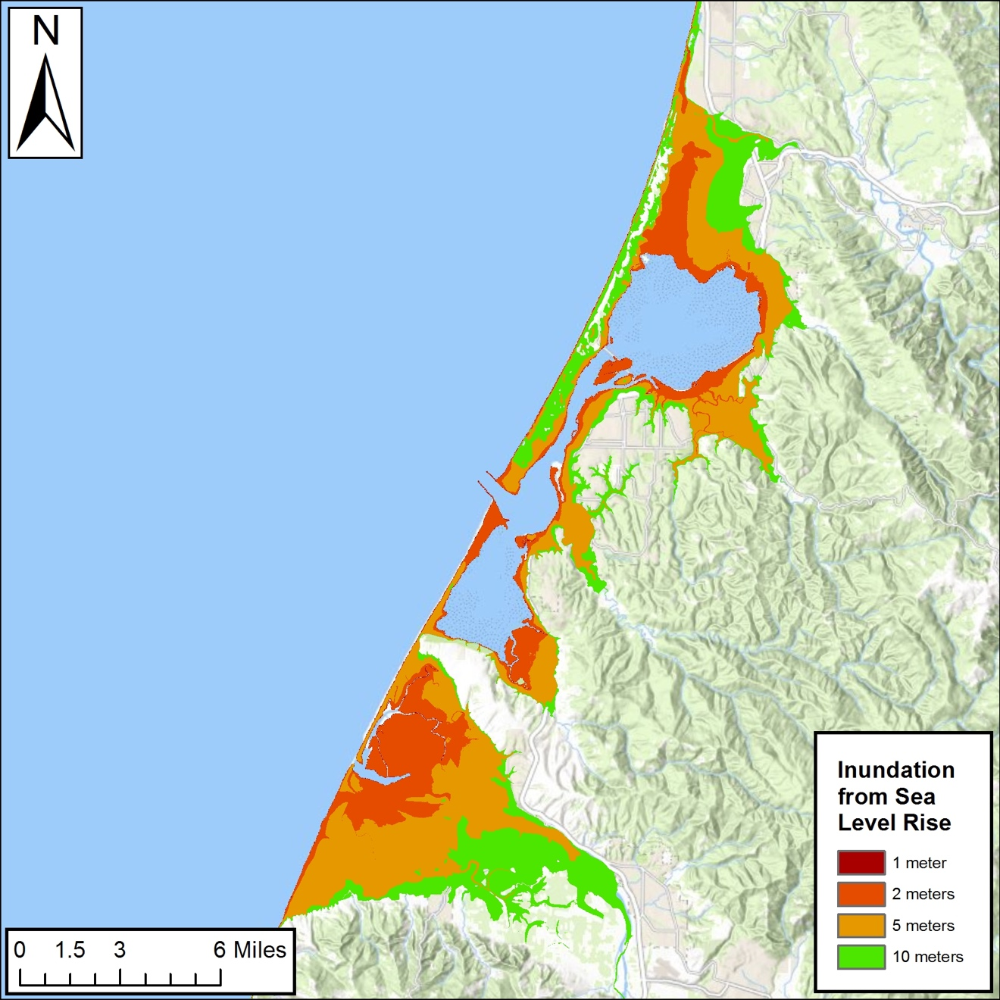 N
Inundation
from Sea
Level Rise
1 meter
2 meters
5 meters
10 meters
0 1.5 3 6 Miles